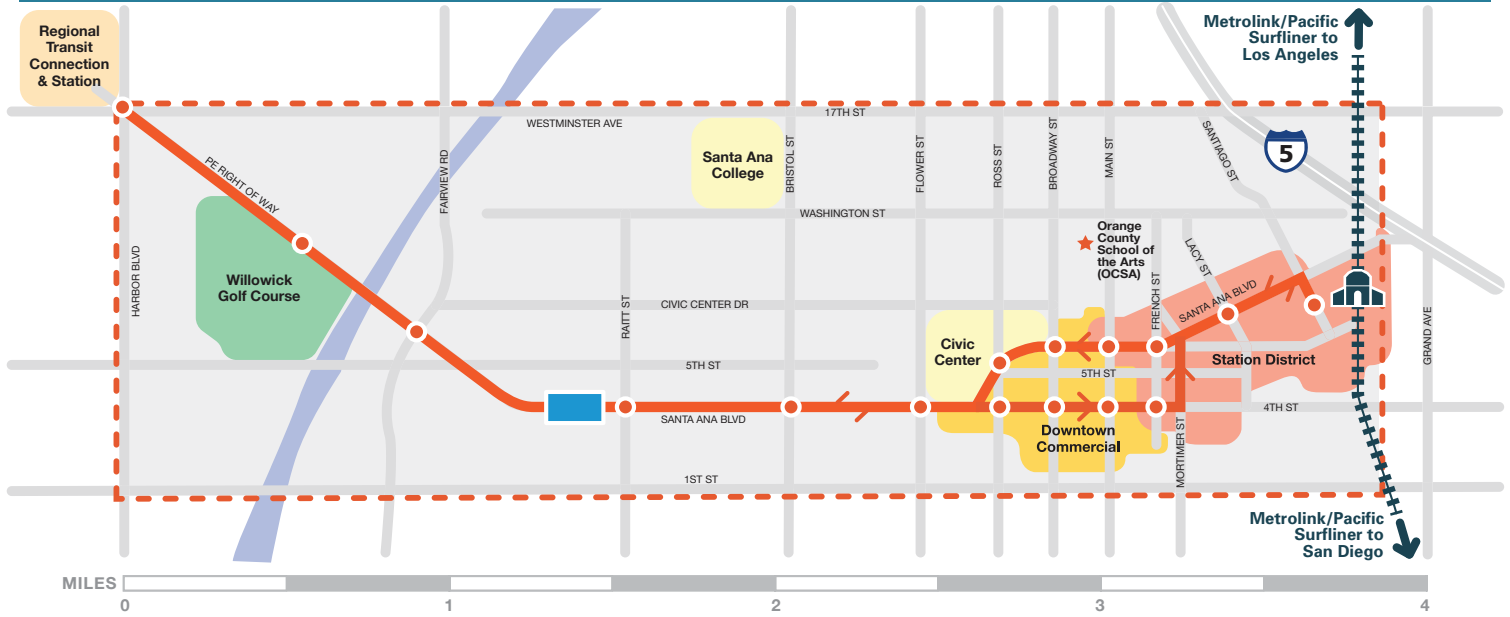 Regional
Transit
Connection
& Station
Metrolink/Pacific
Surfliner to
Los Angeles
17TH ST
WESTMINSTER AVE
PE RIGHT OF WAY
FAIRVIEW RD
Santa Ana
College
BRISTOL ST
FLOWER ST
ROSS ST
BROADWAY ST
MAIN ST
SANTIAGO ST
5
WASHINGTON ST
HARBOR BLVD
Willowick
Golf Course
Orange
County
School of
the Arts
(OCSA)
LACY ST
FRENCH ST
SANTA ANA BLVD
RAITT ST
CIVIC CENTER DR
Civic
Center
5TH ST
5TH ST
Station District
GRAND AVE
SANTA ANA BLVD
4TH ST
Downtown
Commercial
MORTIMER ST
1ST ST
Metrolink/Pacific
Surfliner to
San Diego
MILES
0 1 2 3 4